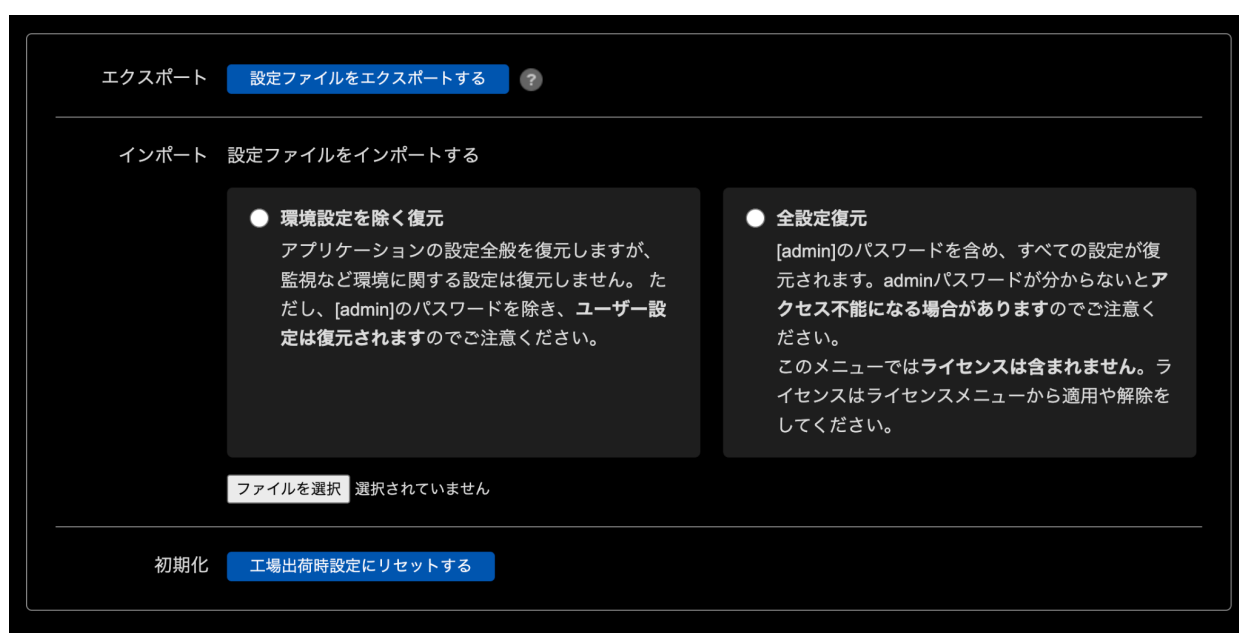 エクスポート 設定ファイルをエクスポートする ?
インポート 設定ファイルをインポートする
環境設定を除く復元
アプリケーションの設定全般を復元しますが、
監視など環境に関する設定は復元しません。 た
だし、[admin]のパスワードを除き、ユーザー設
定は復元されますのでご注意ください。
全設定復元
[admin]のパスワードを含め、すべての設定が復
元されます。adminパスワードが分からないとア
クセス不能になる場合がありますのでご注意く
ださい。
このメニューではライセンスは含まれません。ラ
イセンスはライセンスメニューから適用や解除を
してください。
ファイルを選択 選択されていません
初期化 工場出荷時設定にリセットする